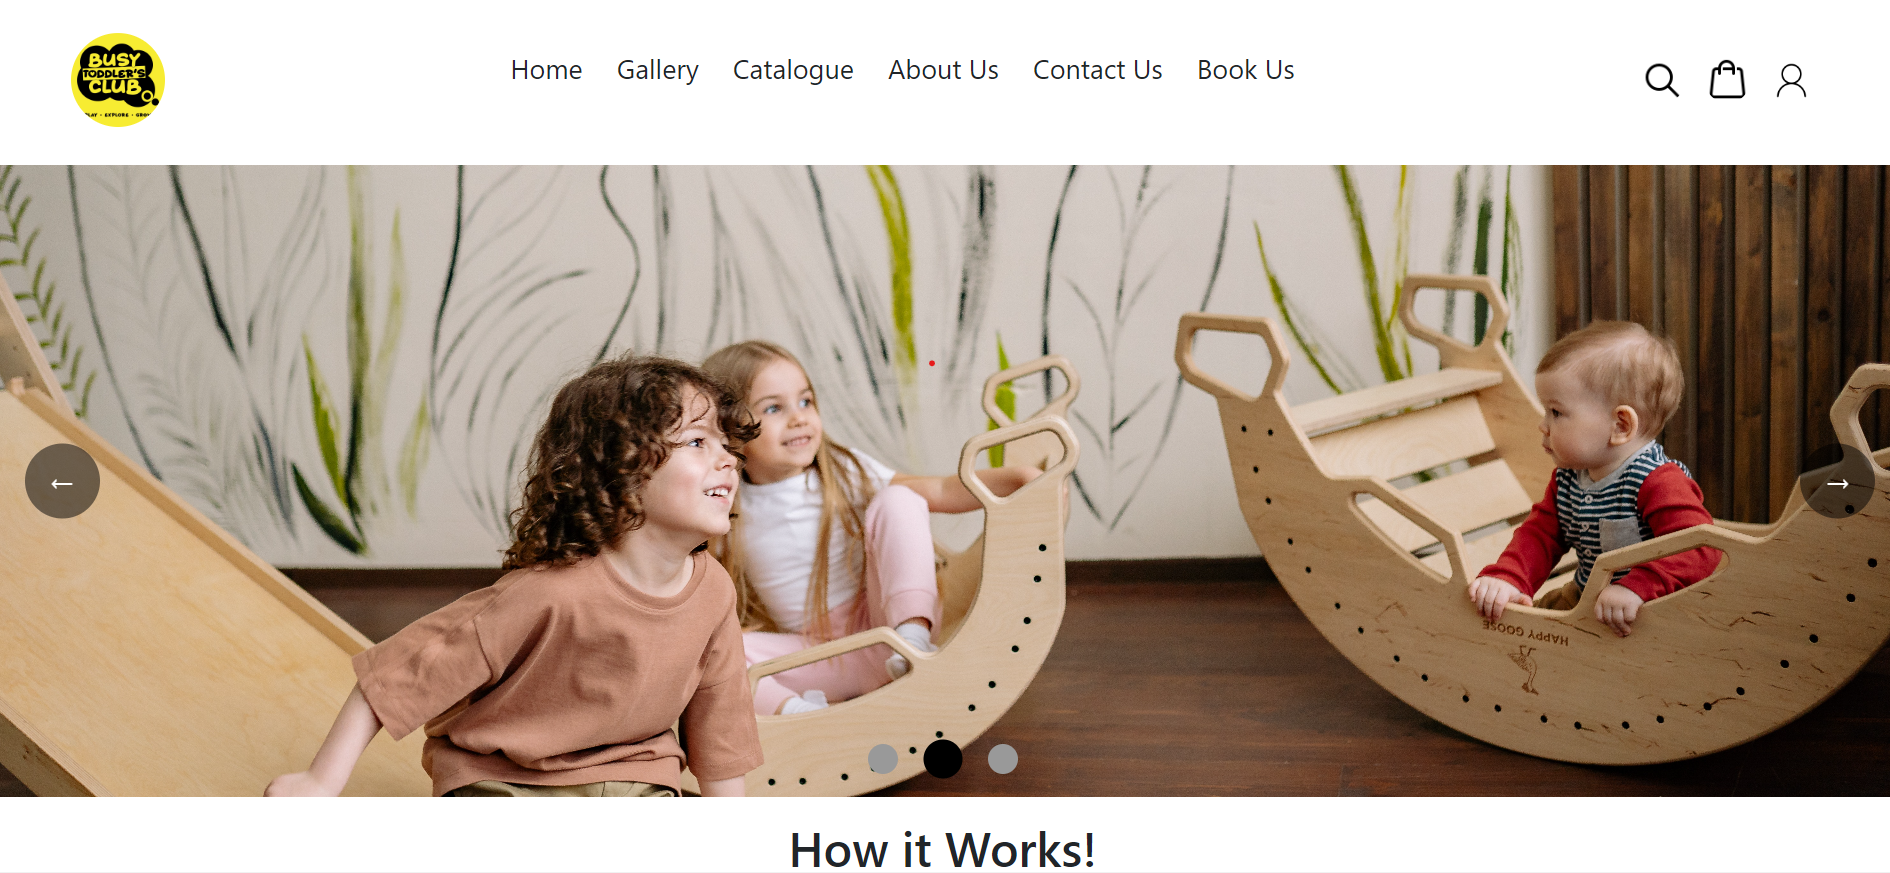 BUSY
TODDLER'S
CLUB
PLAY • EXPLORE • GROW
Home Gallery Catalogue About Us Contact Us Book Us
←
→
HAPPY GOOSE
How it Works!